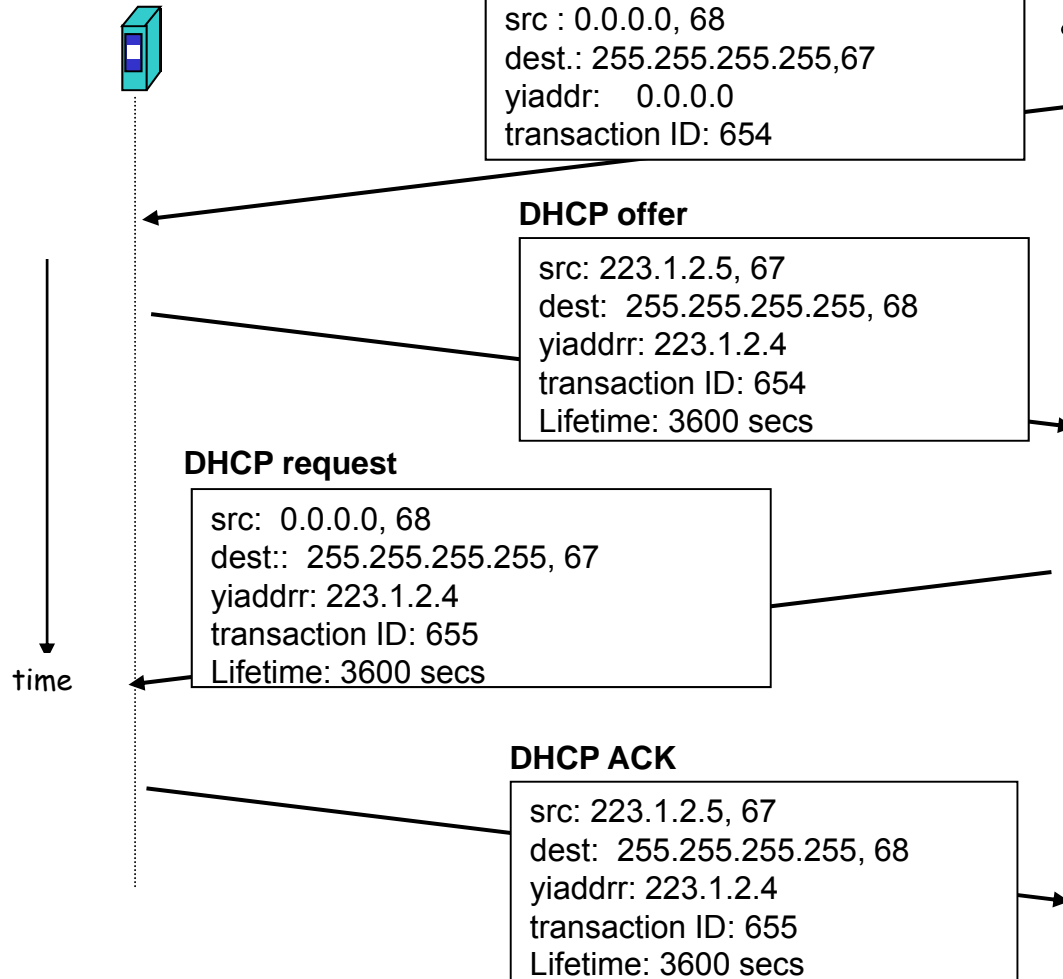 src : 0.0.0.0, 68
dest.: 255.255.255.255,67
yiaddr: 0.0.0.0
transaction ID: 654
DHCP offer
src: 223.1.2.5, 67
dest: 255.255.255.255, 68
yiaddrr: 223.1.2.4
transaction ID: 654
Lifetime: 3600 secs
DHCP request
src: 0.0.0.0, 68
dest:: 255.255.255.255, 67
yiaddrr: 223.1.2.4
transaction ID: 655
Lifetime: 3600 secs
time
DHCP ACK
src: 223.1.2.5, 67
dest: 255.255.255.255, 68
yiaddrr: 223.1.2.4
transaction ID: 655
Lifetime: 3600 secs